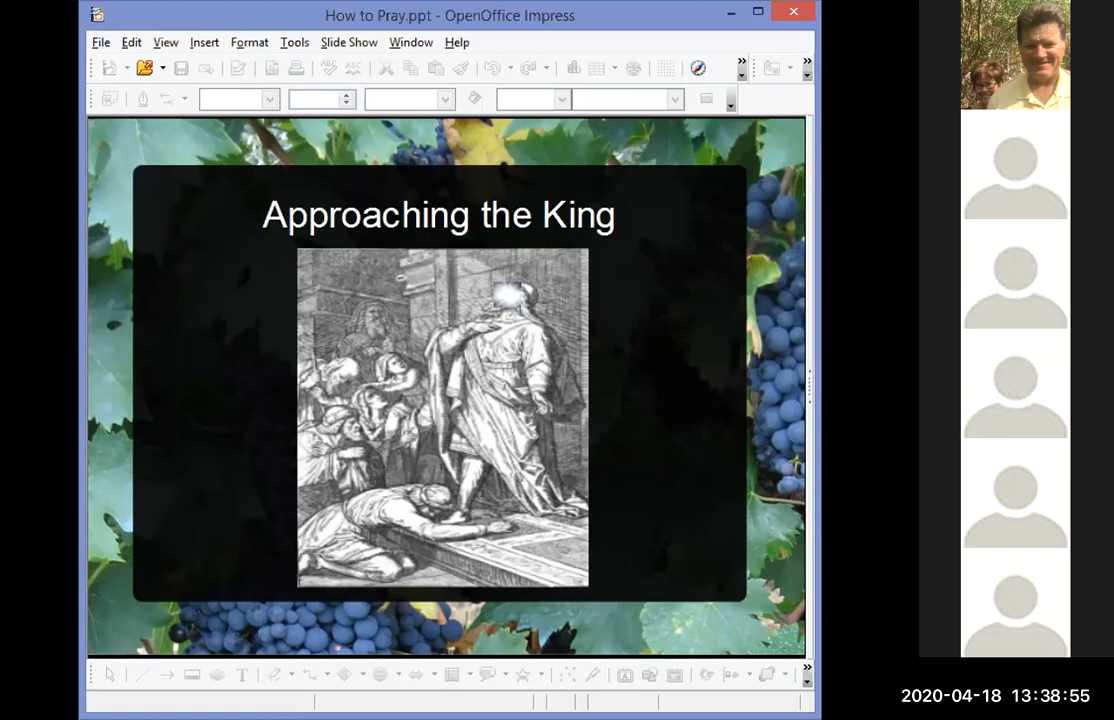 How to Pray.ppt - OpenOffice Impress
File Edit View Insert Format Tools Slide Show Window Help
Approaching the King
2020-04-18 13:38:55